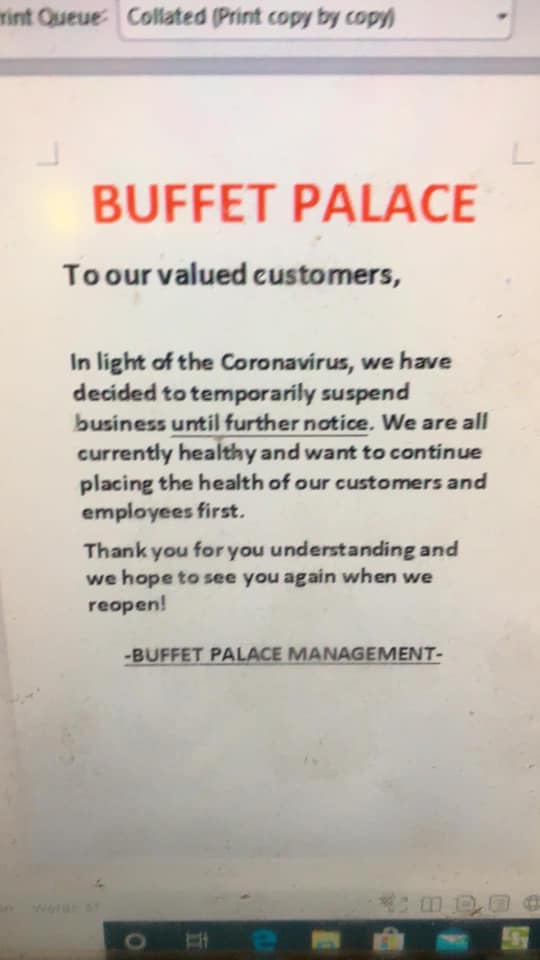 rint Queue: Collated (Print copy by copy)
BUFFET PALACE
To our valued customers,
In light of the Coronavirus, we have
decided to temporarily suspend
business until further notice. We are all
currently healthy and want to continue
placing the health of our customers and
employees first.
Thank you for you understanding and
we hope to see you again when we
reopen!
-BUFFET PALACE MANAGEMENT-